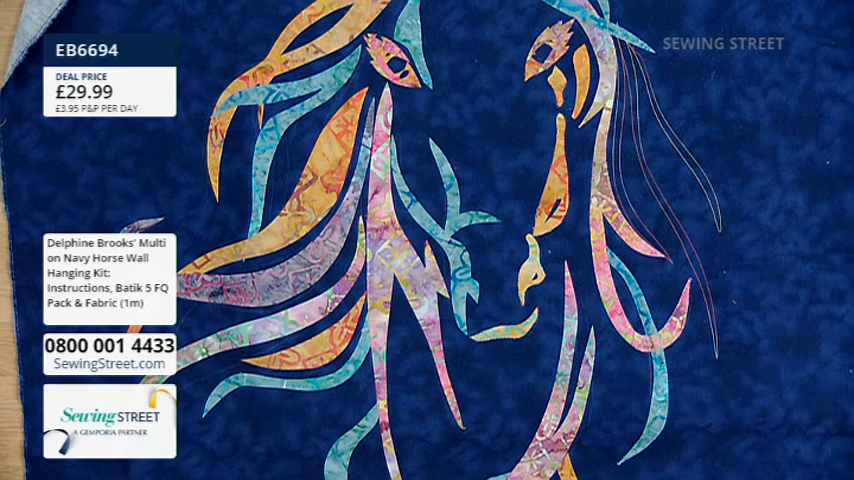 EB6694
DEAL PRICE
£29.99
£3.95 P&P PER DAY
SEWING STREET
Delphine Brooks' Multi
on Navy Horse Wall
Hanging Kit:
Instructions, Batik 5 FQ
Pack & Fabric (1m)
0800 001 4433
SewingStreet.com
Sewing STREET
A GEMPORIA PARTNER